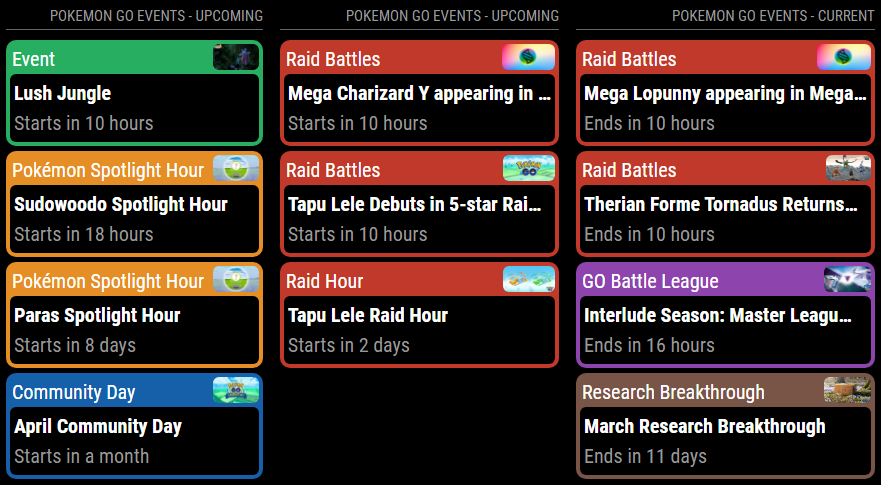 POKEMON GO EVENTS - UPCOMING
Event
Lush Jungle
Starts in 10 hours
Pokémon Spotlight Hour
Sudowoodo Spotlight Hour
Starts in 18 hours
Pokémon Spotlight Hour
Paras Spotlight Hour
Starts in 8 days
Community Day
April Community Day
Starts in a month
POKEMON GO EVENTS - UPCOMING
Raid Battles
Mega Charizard Y appearing in ...
Starts in 10 hours
Raid Battles
Tapu Lele Debuts in 5-star Rai...
Starts in 10 hours
Raid Hour
Tapu Lele Raid Hour
Starts in 2 days
POKEMON GO EVENTS - CURRENT
Raid Battles
Mega Lopunny appearing in Mega...
Ends in 10 hours
Raid Battles
Therian Forme Tornadus Returns...
Ends in 10 hours
GO Battle League
Interlude Season: Master Leagu...
Ends in 16 hours
Research Breakthrough
March Research Breakthrough
Ends in 11 days